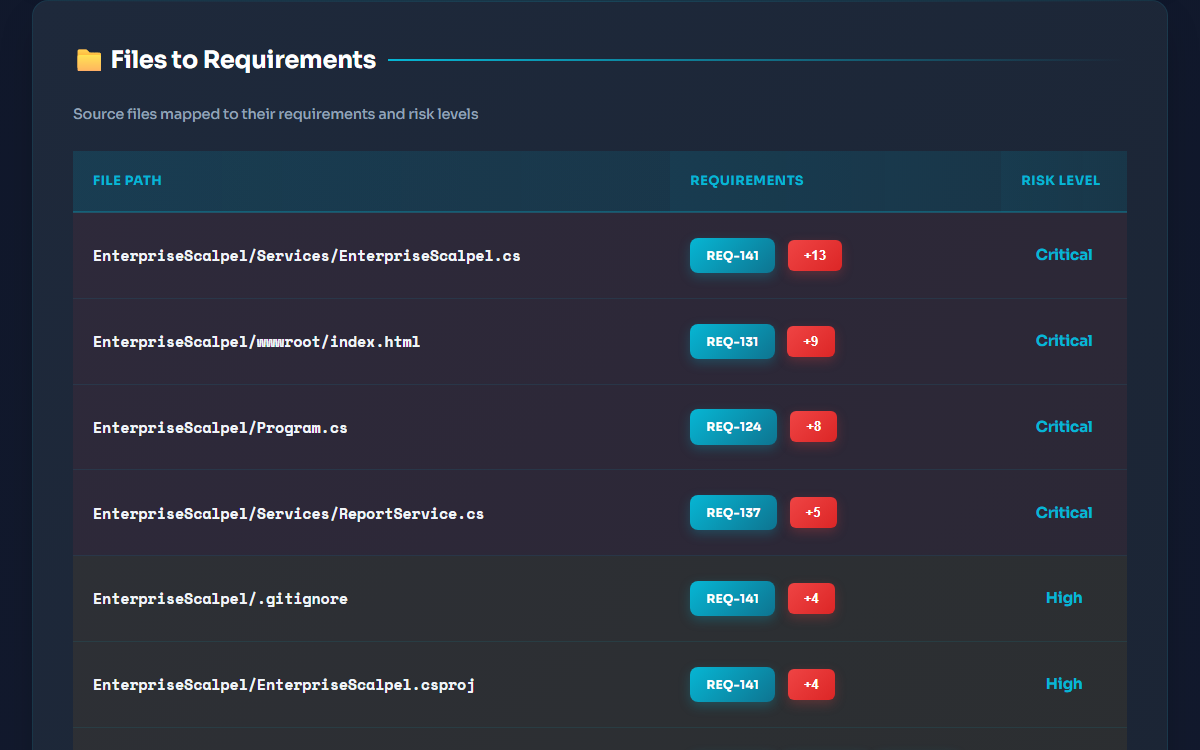 Files to Requirements
Source files mapped to their requirements and risk levels
FILE PATH REQUIREMENTS RISK LEVEL
EnterpriseScalpel/Services/EnterpriseScalpel.cs REQ-141 +13 Critical
EnterpriseScalpel/wwwroot/index.html REQ-131 +9 Critical
EnterpriseScalpel/Program.cs REQ-124 +8 Critical
EnterpriseScalpel/Services/ReportService.cs REQ-137 +5 Critical
EnterpriseScalpel/.gitignore REQ-141 +4 High
EnterpriseScalpel/EnterpriseScalpel.csproj REQ-141 +4 High